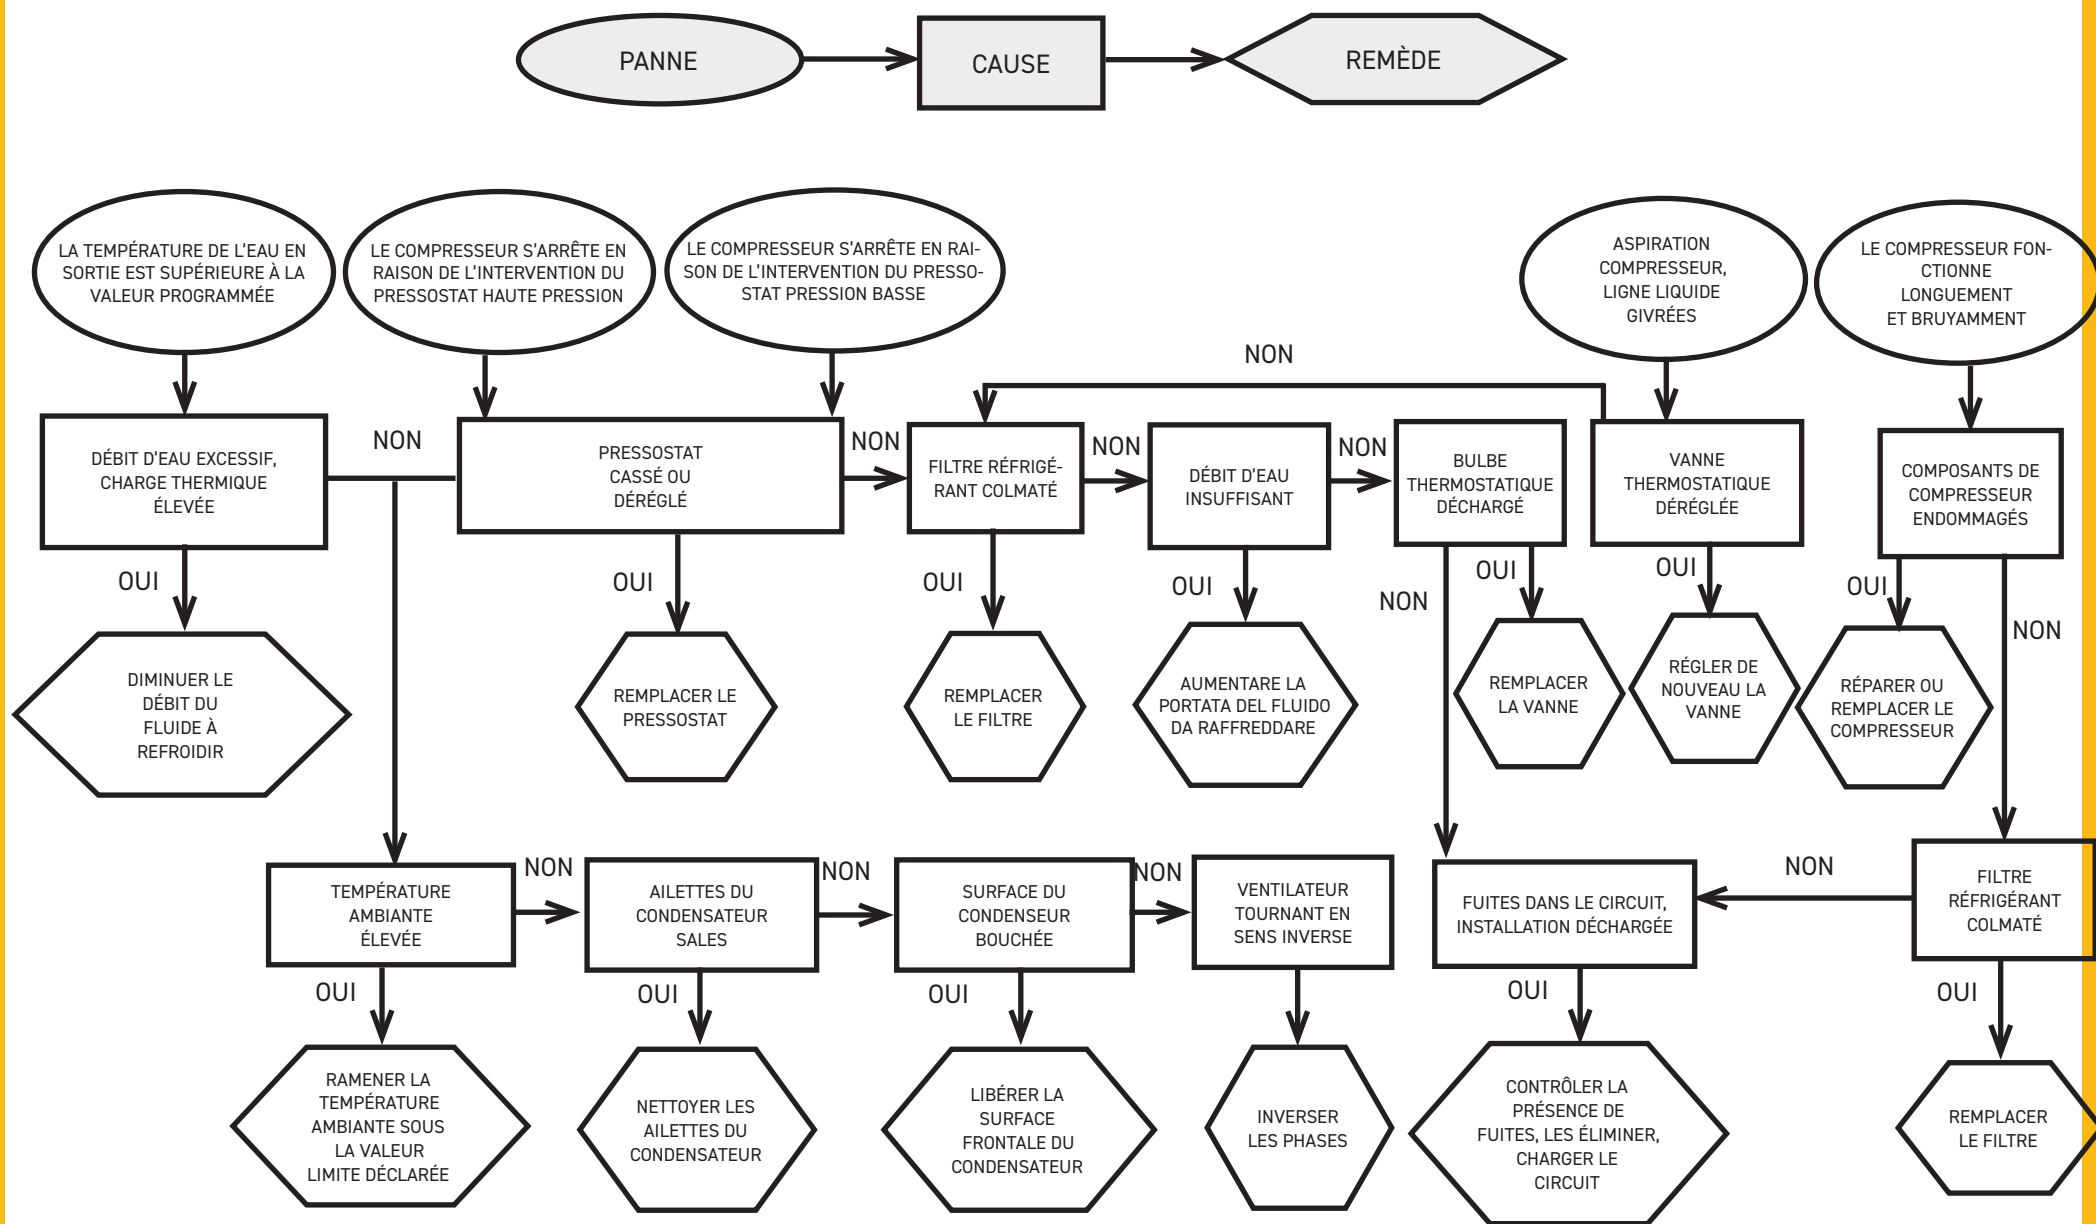 PANNE
CAUSE
REMÈDE
LA TEMPÉRATURE DE L'EAU EN
SORTIE EST SUPÉRIEURE À LA
VALEUR PROGRAMMÉE
LE COMPRESSEUR S'ARRÊTE EN
RAISON DE L'INTERVENTION DU
PRESSOSTAT HAUTE PRESSION
LE COMPRESSEUR S'ARRÊTE EN RAI-
SON DE L'INTERVENTION DU PRESSO-
STAT PRESSION BASSE
ASPIRATION
COMPRESSEUR,
LIGNE LIQUIDE
GIVRÉES
LE COMPRESSEUR FON-
CTIONNE
LONGUEMENT
ET BRUYAMMENT
NON
DÉBIT D'EAU EXCESSIF,
CHARGE THERMIQUE
ÉLEVÉE
NON
PRESSOSTAT
CASSÉ OU
DÉRÉGLÉ
NON
FILTRE RÉFRIGÉ-
RANT COLMATÉ
NON
DÉBIT D'EAU
INSUFFISANT
NON
BULBE
THERMOSTATIQUE
DÉCHARGÉ
VANNE
THERMOSTATIQUE
DÉRÉGLÉE
COMPOSANTS DE
COMPRESSEUR
ENDOMMAGÉS
OUI
OUI
OUI
OUI
NON
OUI
OUI
OUI
NON
DIMINUER LE
DÉBIT DU
FLUIDE À
REFROIDIR
REMPLACER LE
PRESSOSTAT
REMPLACER
LE FILTRE
AUMENTARE LA
PORTATA DEL FLUIDO
DA RAFFREDDARE
REMPLACER
LA VANNE
RÉGLER DE
NOUVEAU LA
VANNE
RÉPARER OU
REMPLACER LE
COMPRESSEUR
TEMPÉRATURE
AMBIANTE
ÉLEVÉE
NON
AILETTES DU
CONDENSATEUR
SALES
NON
SURFACE DU
CONDENSEUR
BOUCHÉE
NON
VENTILATEUR
TOURNANT EN
SENS INVERSE
FUITES DANS LE CIRCUIT,
INSTALLATION DÉCHARGÉE
NON
FILTRE
RÉFRIGÉRANT
COLMATÉ
OUI
OUI
OUI
OUI
OUI
RAMENER LA
TEMPÉRATURE
AMBIANTE SOUS
LA VALEUR
LIMITE DÉCLARÉE
NETTOYER LES
AILETTES DU
CONDENSATEUR
LIBÉRER LA
SURFACE
FRONTALE DU
CONDENSATEUR
INVERSER
LES PHASES
CONTRÔLER LA
PRÉSENCE DE
FUITES, LES ÉLIMINER,
CHARGER LE
CIRCUIT
REMPLACER
LE FILTRE